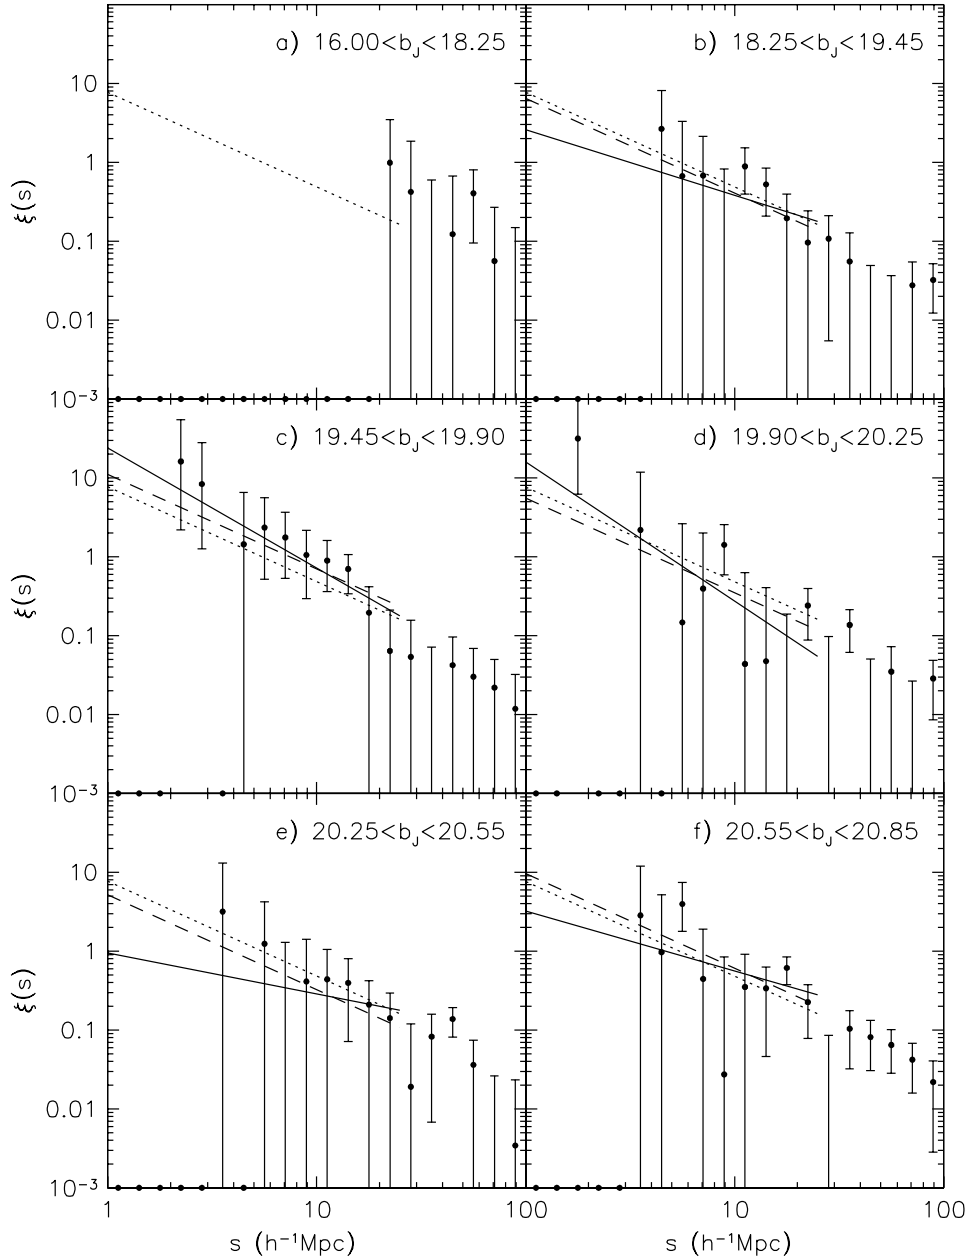 a) 16.00<b_J<18.25
b) 18.25<b_J<19.45
10
1
0.1
0.01
10⁻³
ξ(s)
c) 19.45<b_J<19.90
d) 19.90<b_J<20.25
10
1
0.1
0.01
10⁻³
ξ(s)
e) 20.25<b_J<20.55
f) 20.55<b_J<20.85
10
1
0.1
0.01
10⁻³
ξ(s)
1 10 100 10 100
s (h⁻¹Mpc) s (h⁻¹Mpc)